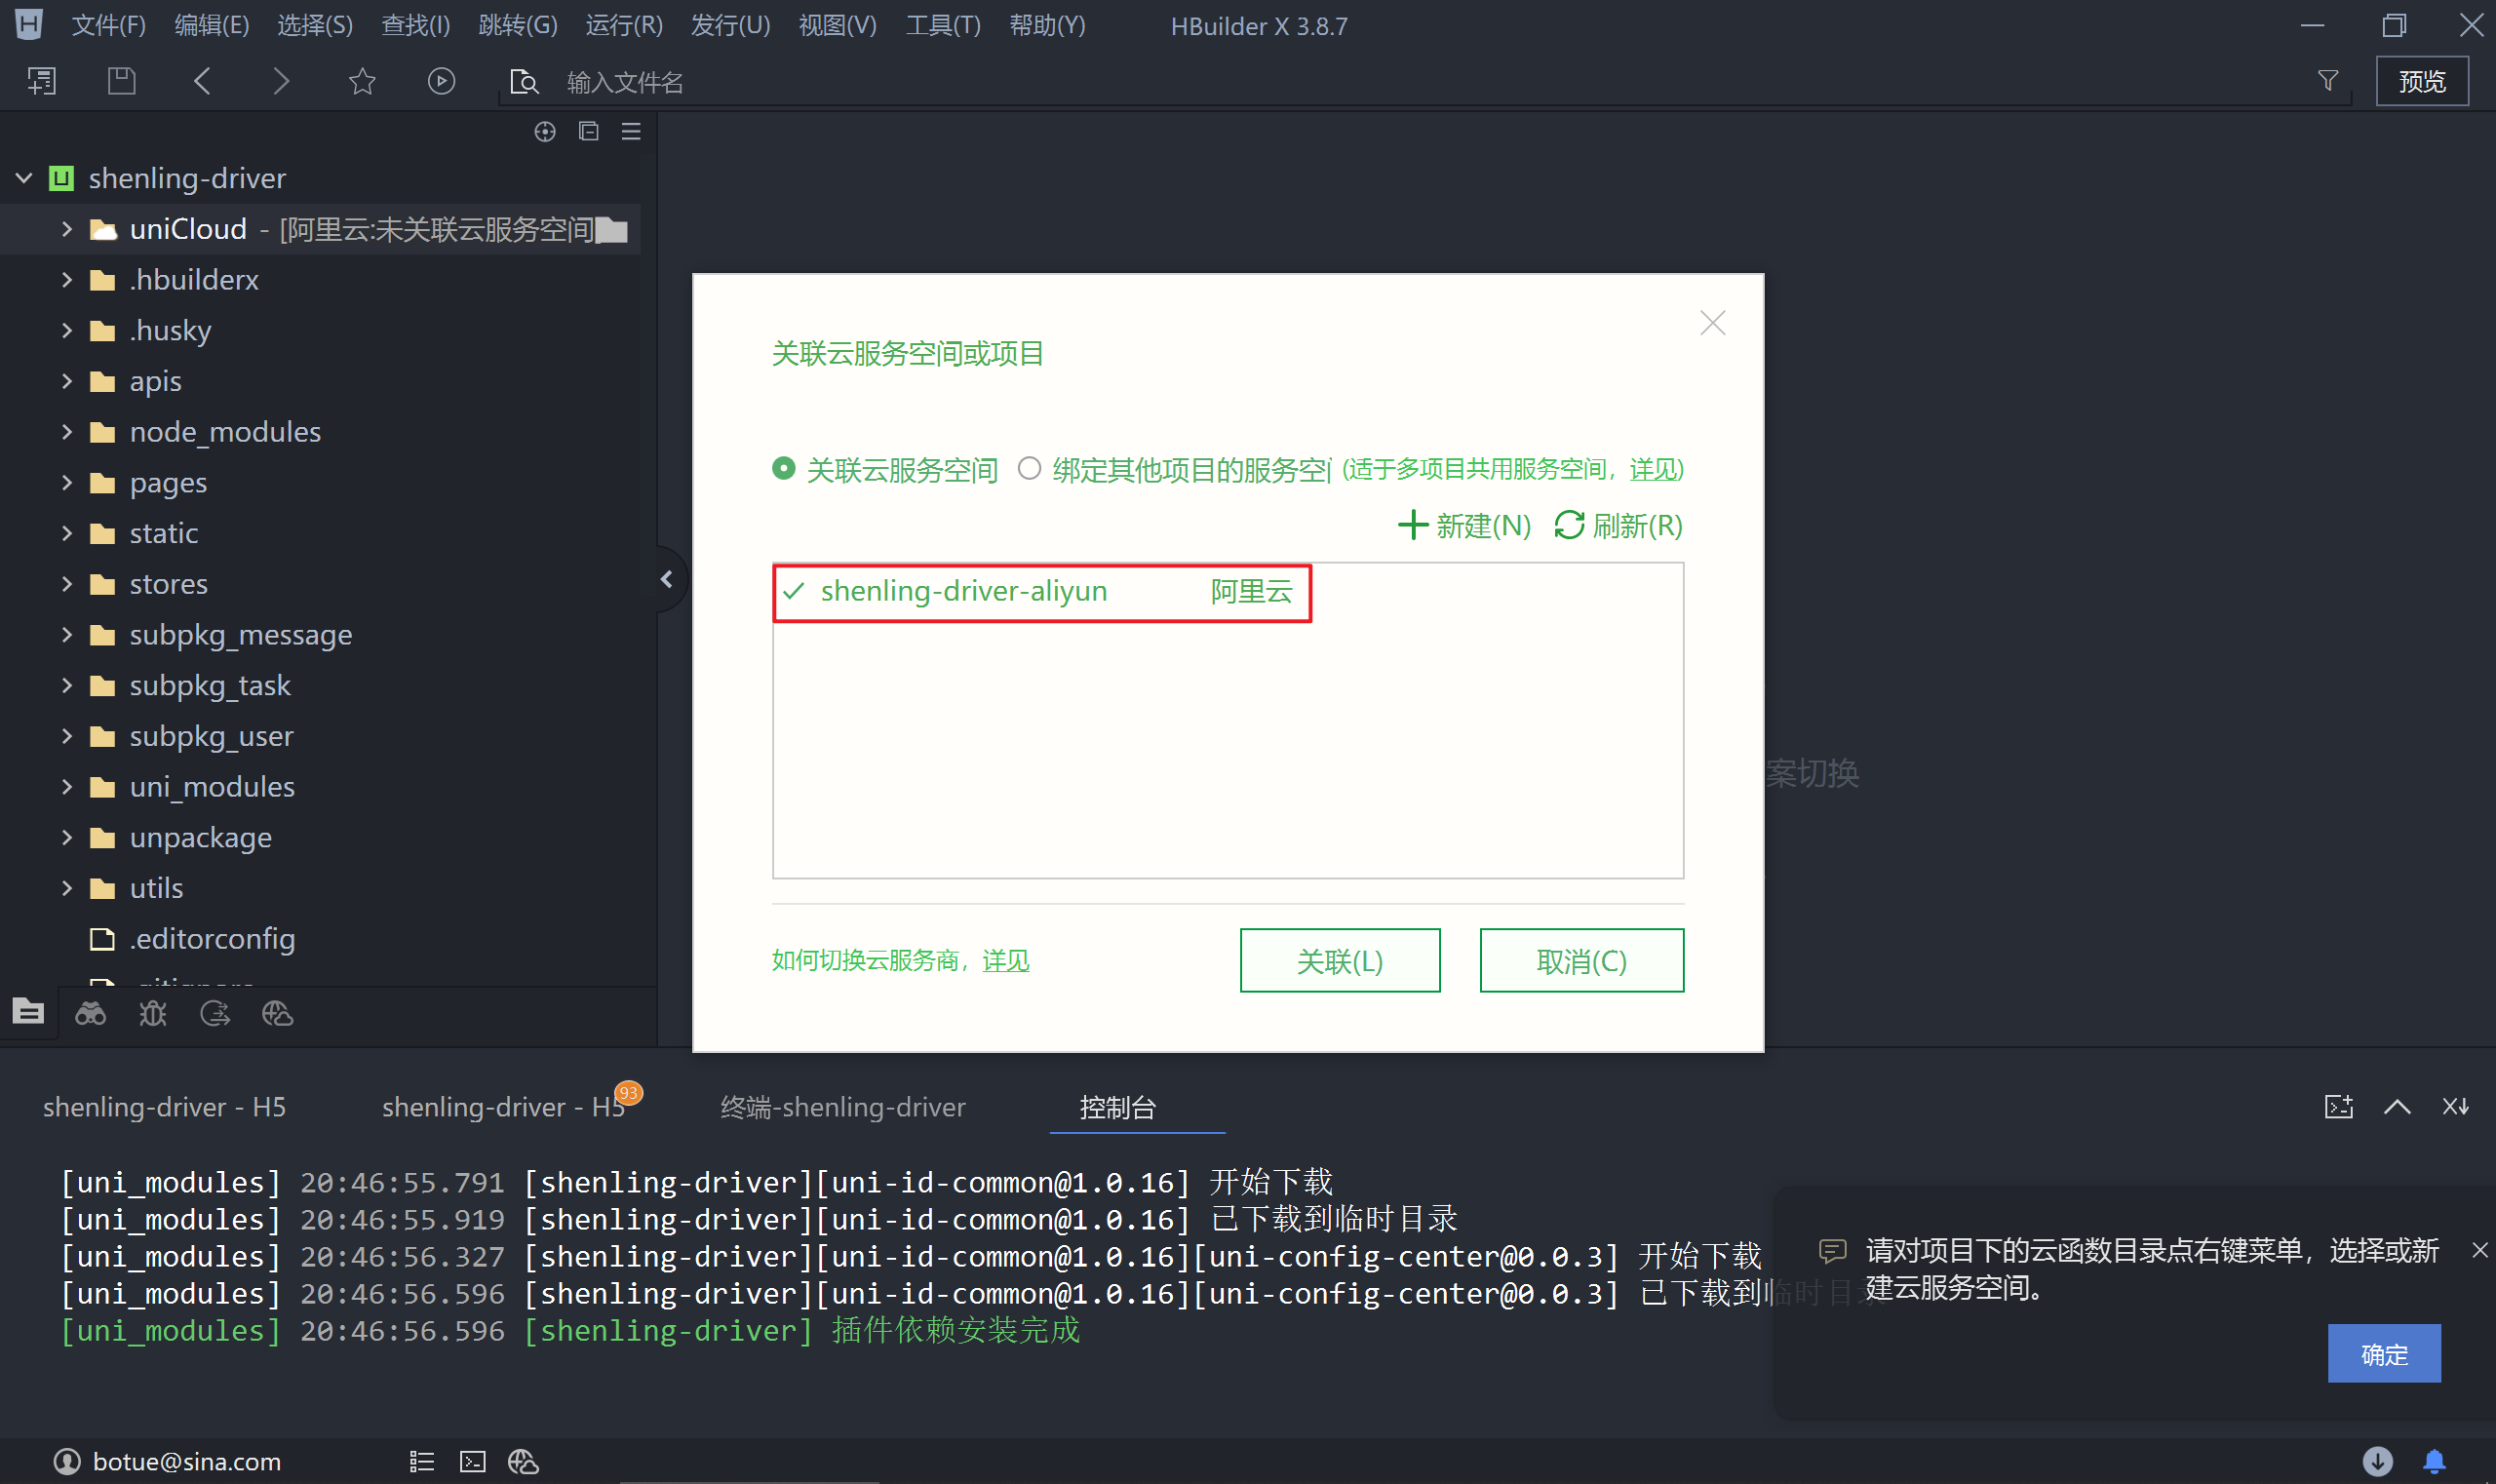 文件(F) 编辑(E) 选择(S) 查找(I) 跳转(G) 运行(R) 发行(U) 视图(V) 工具(T) 帮助(Y) HBuilder X 3.8.7
输入文件名 预览
shenling-driver
uniCloud - [阿里云:未关联云服务空间]
.hbuilderx
.husky
apis
node_modules
pages
static
stores
subpkg_message
subpkg_task
subpkg_user
uni_modules
unpackage
utils
.editorconfig
.gitignore
关联云服务空间或项目
关联云服务空间 绑定其他项目的服务空间 (适于多项目共用服务空间，详见)
新建(N) 刷新(R)
shenling-driver-aliyun 阿里云
如何切换云服务商，详见 关联(L) 取消(C)
案切换
shenling-driver - H5 shenling-driver - H5 93 终端-shenling-driver 控制台
[uni_modules] 20:46:55.791 [shenling-driver][uni-id-common@1.0.16] 开始下载
[uni_modules] 20:46:55.919 [shenling-driver][uni-id-common@1.0.16] 已下载到临时目录
[uni_modules] 20:46:56.327 [shenling-driver][uni-id-common@1.0.16][uni-config-center@0.0.3] 开始下载
[uni_modules] 20:46:56.596 [shenling-driver][uni-id-common@1.0.16][uni-config-center@0.0.3] 已下载到临时目录
[uni_modules] 20:46:56.596 [shenling-driver] 插件依赖安装完成
请对项目下的云函数目录点右键菜单，选择或新
建云服务空间。
确定
botue@sina.com